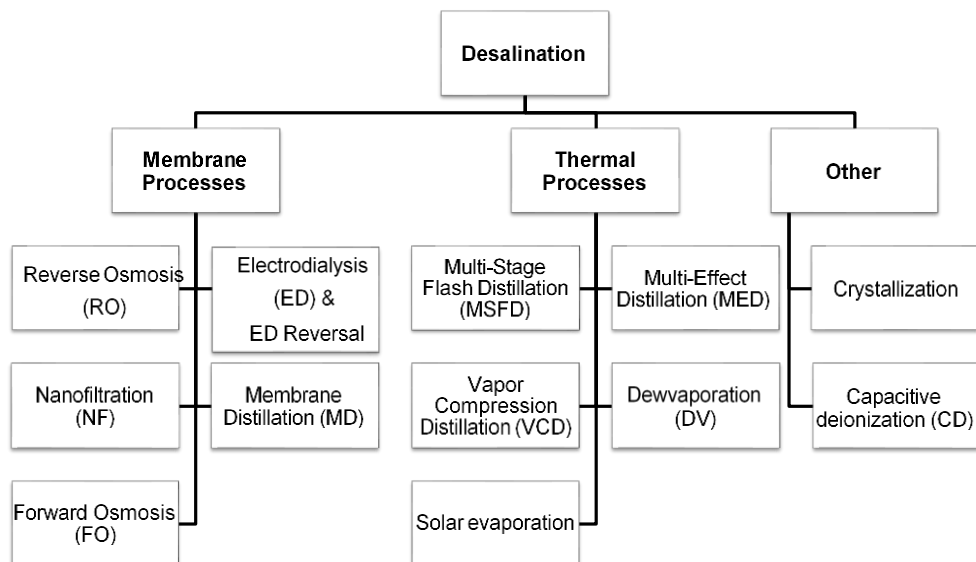 Desalination
Membrane
Processes
Thermal
Processes
Other
Reverse Osmosis
(RO)
Electrodialysis
(ED) &
ED Reversal
Nanofiltration
(NF)
Membrane
Distillation (MD)
Forward Osmosis
(FO)
Multi-Stage
Flash Distillation
(MSFD)
Multi-Effect
Distillation (MED)
Vapor
Compression
Distillation (VCD)
Dewvaporation
(DV)
Solar evaporation
Crystallization
Capacitive
deionization (CD)